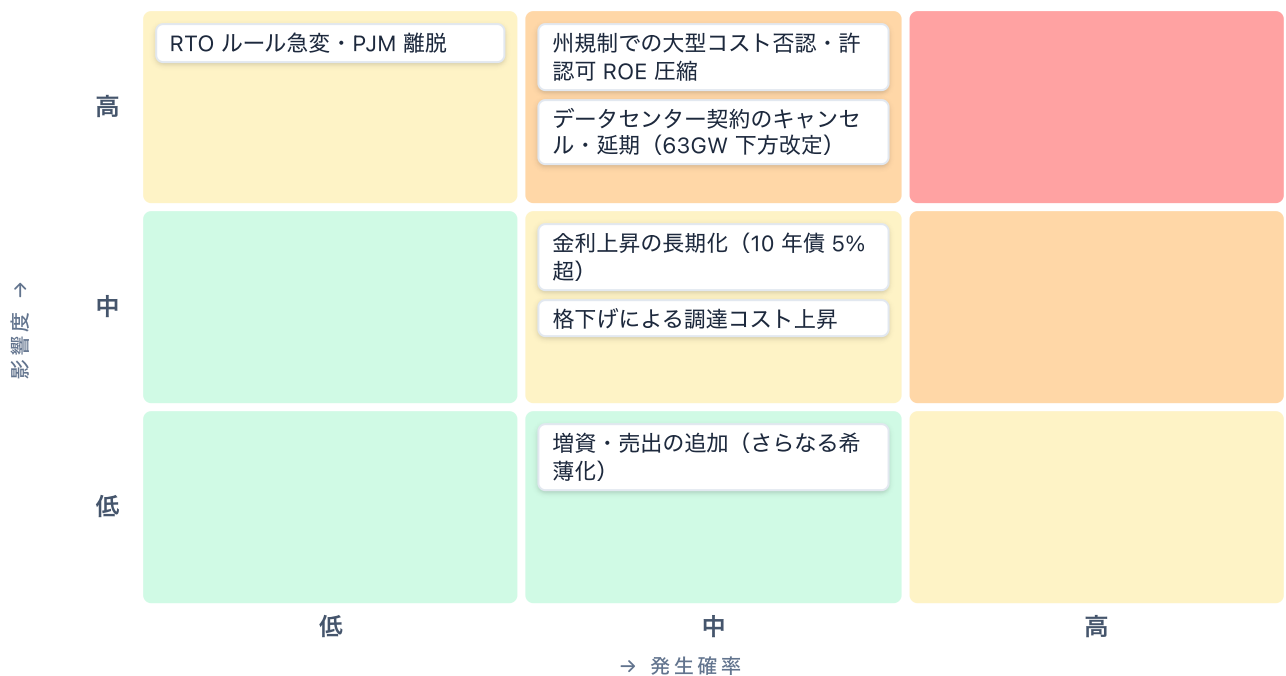 影響度 →
高
RTO ルール急変・PJM 離脱
州規制での大型コスト否認・許
認可 ROE 圧縮
データセンター契約のキャンセ
ル・延期（63GW 下方改定）
中
金利上昇の長期化（10 年債 5%
超）
格下げによる調達コスト上昇
低
増資・売出の追加（さらなる希
薄化）
低
中
高
→ 発生確率